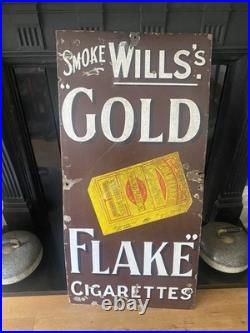 SMOKE WILLS's.
"GOLD
FLAKE"
CIGARETTES